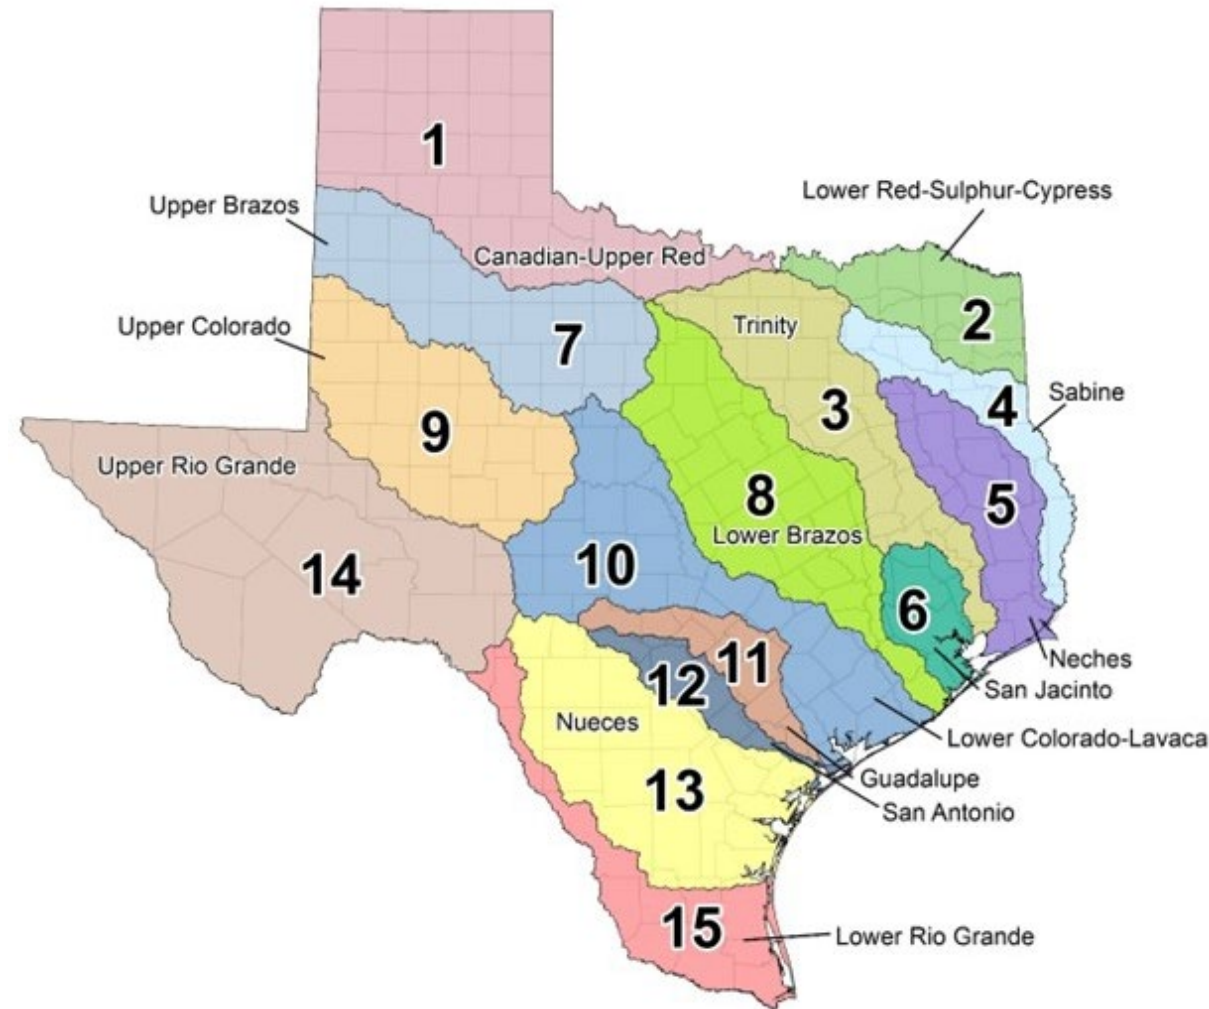 1
Lower Red-Sulphur-Cypress
Upper Brazos
Canadian-Upper Red
Upper Colorado
Trinity
2
7
Sabine
4
3
9
Upper Rio Grande
8
5
Lower Brazos
10
14
6
Neches
11
12
San Jacinto
Nueces
Lower Colorado-Lavaca
Guadalupe
13
San Antonio
15
Lower Rio Grande